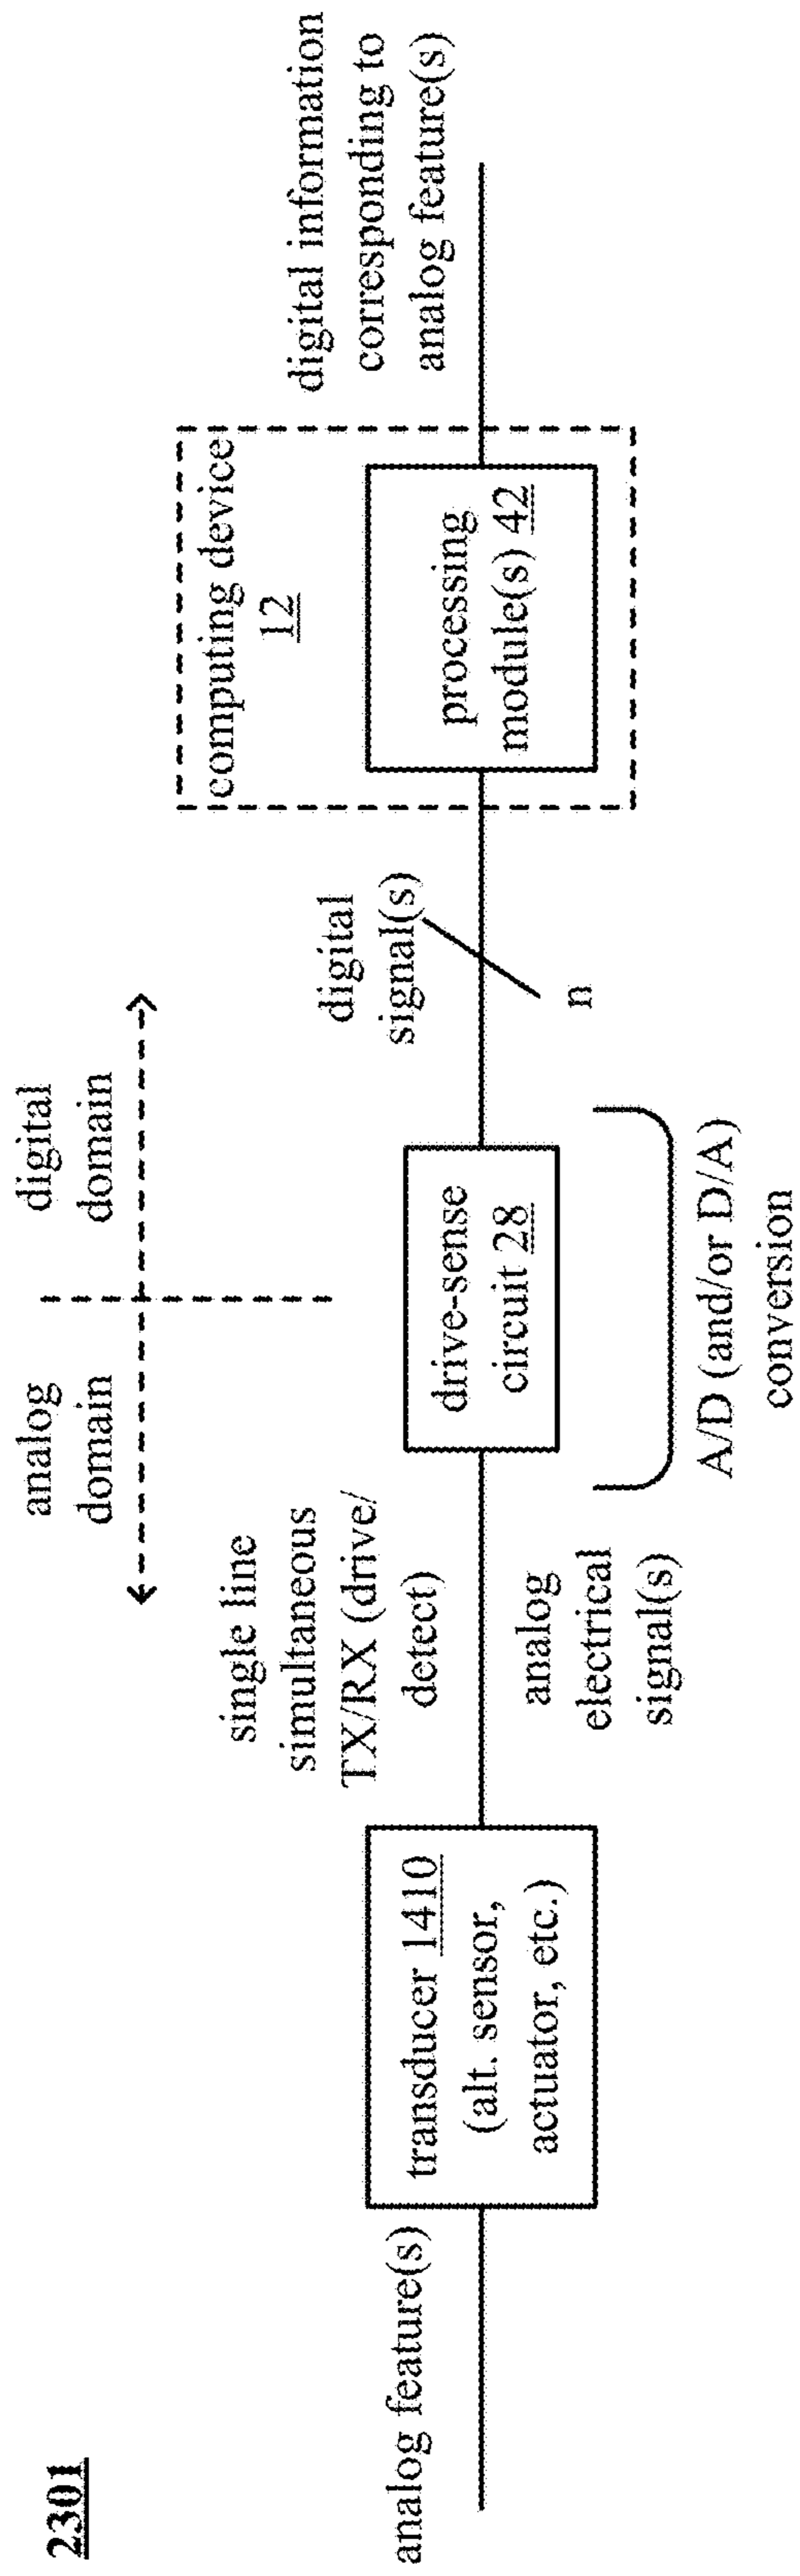 2301
analog
domain
digital
domain
analog feature(s)
transducer 1410
(alt. sensor,
actuator, etc.)
single line
simultaneous
TX/RX (drive/
detect)
analog
electrical
signal(s)
drive-sense
circuit 28
A/D (and/or D/A)
conversion
digital
signal(s)
n
computing device
12
processing
module(s) 42
digital information
corresponding to
analog feature(s)